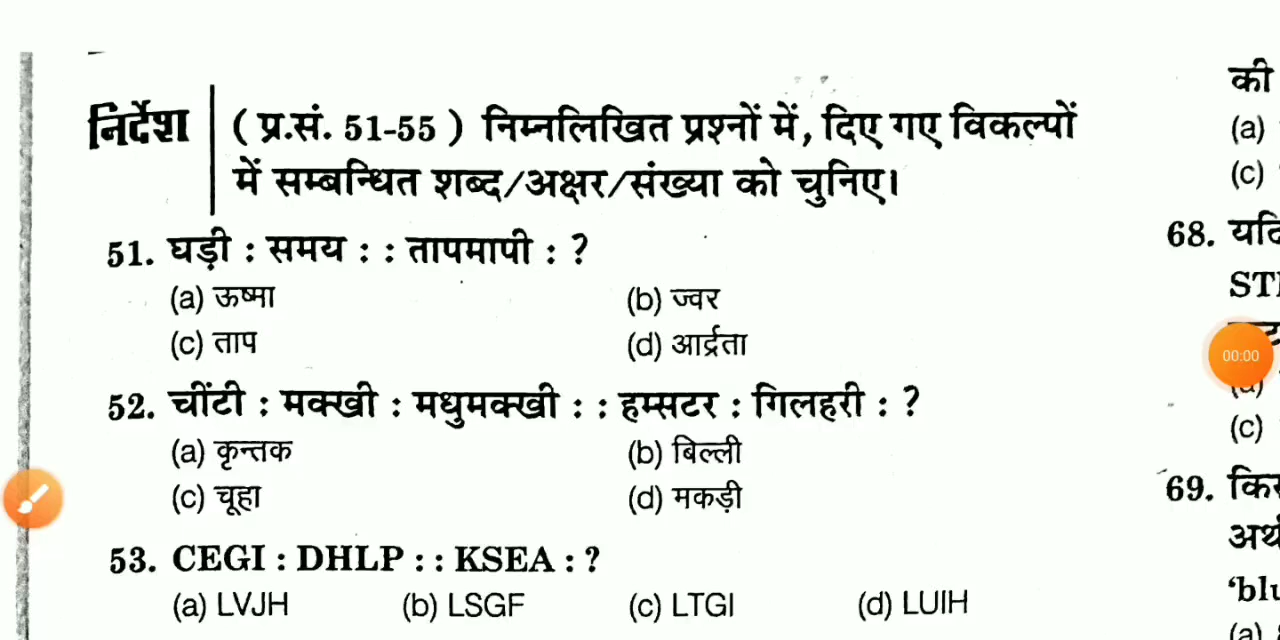 निर्देश (प्र.सं. 51-55) निम्नलिखित प्रश्नों में, दिए गए विकल्पों
में सम्बन्धित शब्द/अक्षर/संख्या को चुनिए।
51. घड़ी : समय : : तापमापी : ?
(a) ऊष्मा (b) ज्वर
(c) ताप (d) आर्द्रता
52. चींटी : मक्खी : मधुमक्खी : : हम्सटर : गिलहरी : ?
(a) कृन्तक (b) बिल्ली
(c) चूहा (d) मकड़ी
53. CEGI : DHLP : : KSEA : ?
(a) LVJH (b) LSGF (c) LTGI (d) LUIH
की
(a)
(c)
68.
00:00
(c)
69.
(a)